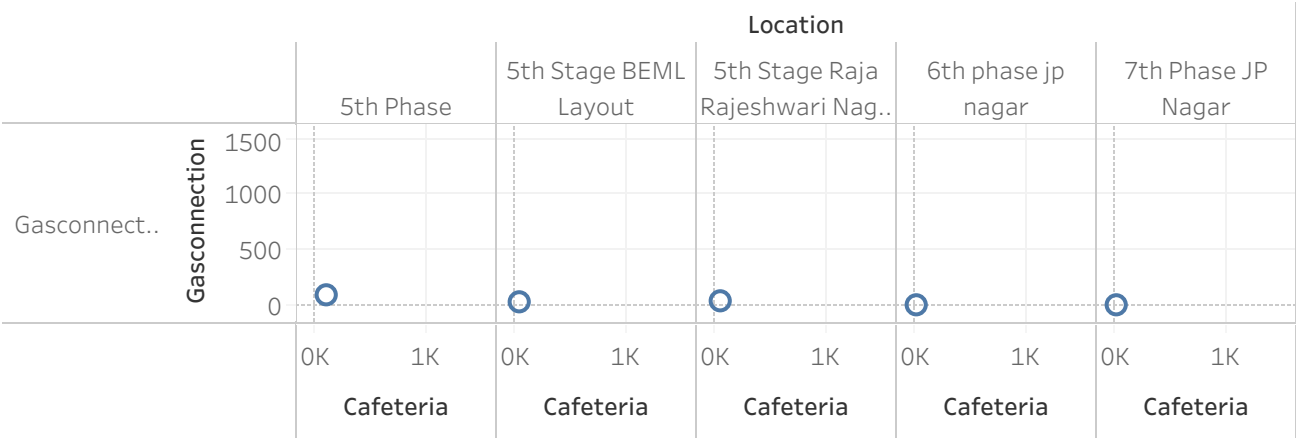 Location
5th Phase
5th Stage BEML
Layout
5th Stage Raja
Rajeshwari Nag..
6th phase jp
nagar
7th Phase JP
Nagar
Gasconnect..
Gasconnection
1500
1000
500
0
0K 1K 0K 1K 0K 1K 0K 1K 0K 1K
Cafeteria Cafeteria Cafeteria Cafeteria Cafeteria